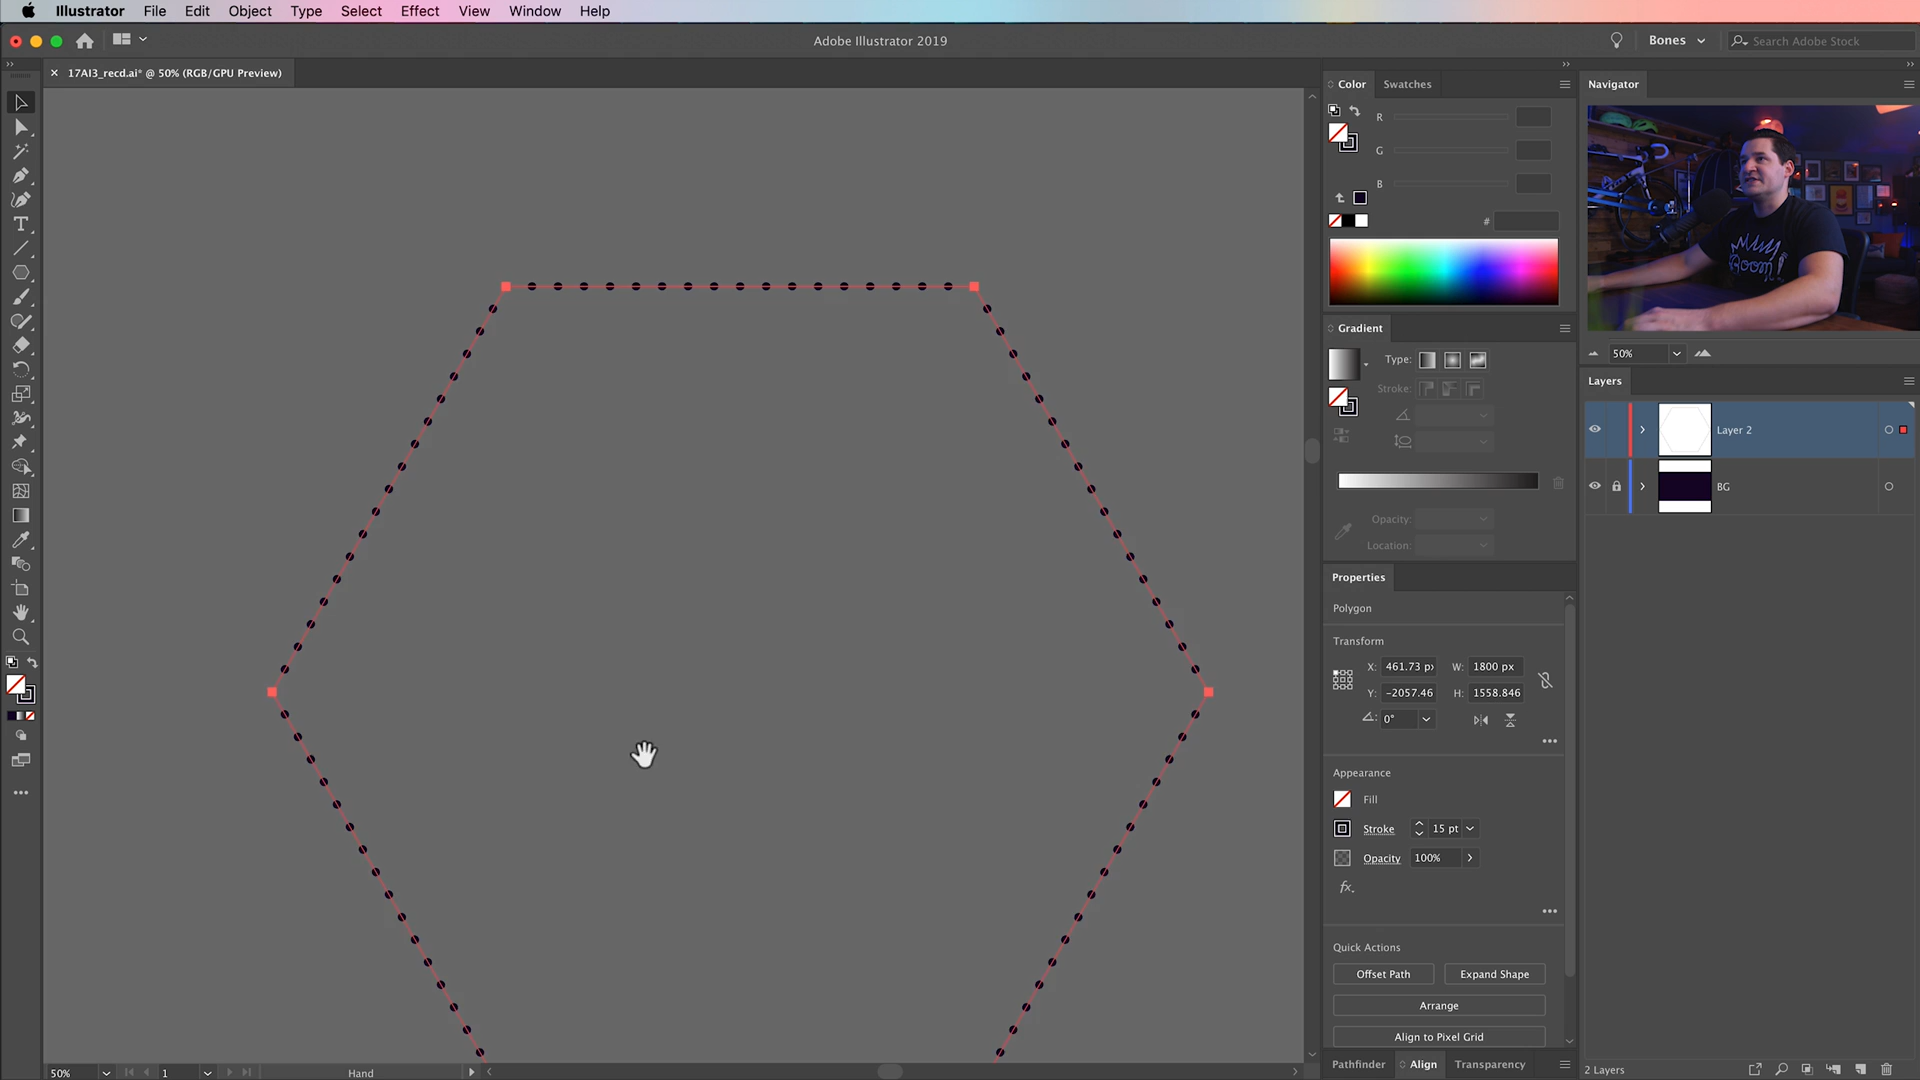 Illustrator File Edit Object Type Select Effect View Window Help
Adobe Illustrator 2019
Bones
Search Adobe Stock
17AI3_recd.ai* @ 50% (RGB/GPU Preview)
Color Swatches
R
G
B
#
Gradient
Type:
Stroke:
Opacity:
Location:
Properties
Polygon
Transform
X: 461.73 px W: 1800 px
Y: -2057.46 H: 1558.846
0°
Appearance
Fill
Stroke 15 pt
Opacity 100%
fx.
Quick Actions
Offset Path Expand Shape
Arrange
Align to Pixel Grid
Pathfinder Align Transparency
Navigator
BOOM
50%
Layers
Layer 2
BG
2 Layers
50% 1 Hand